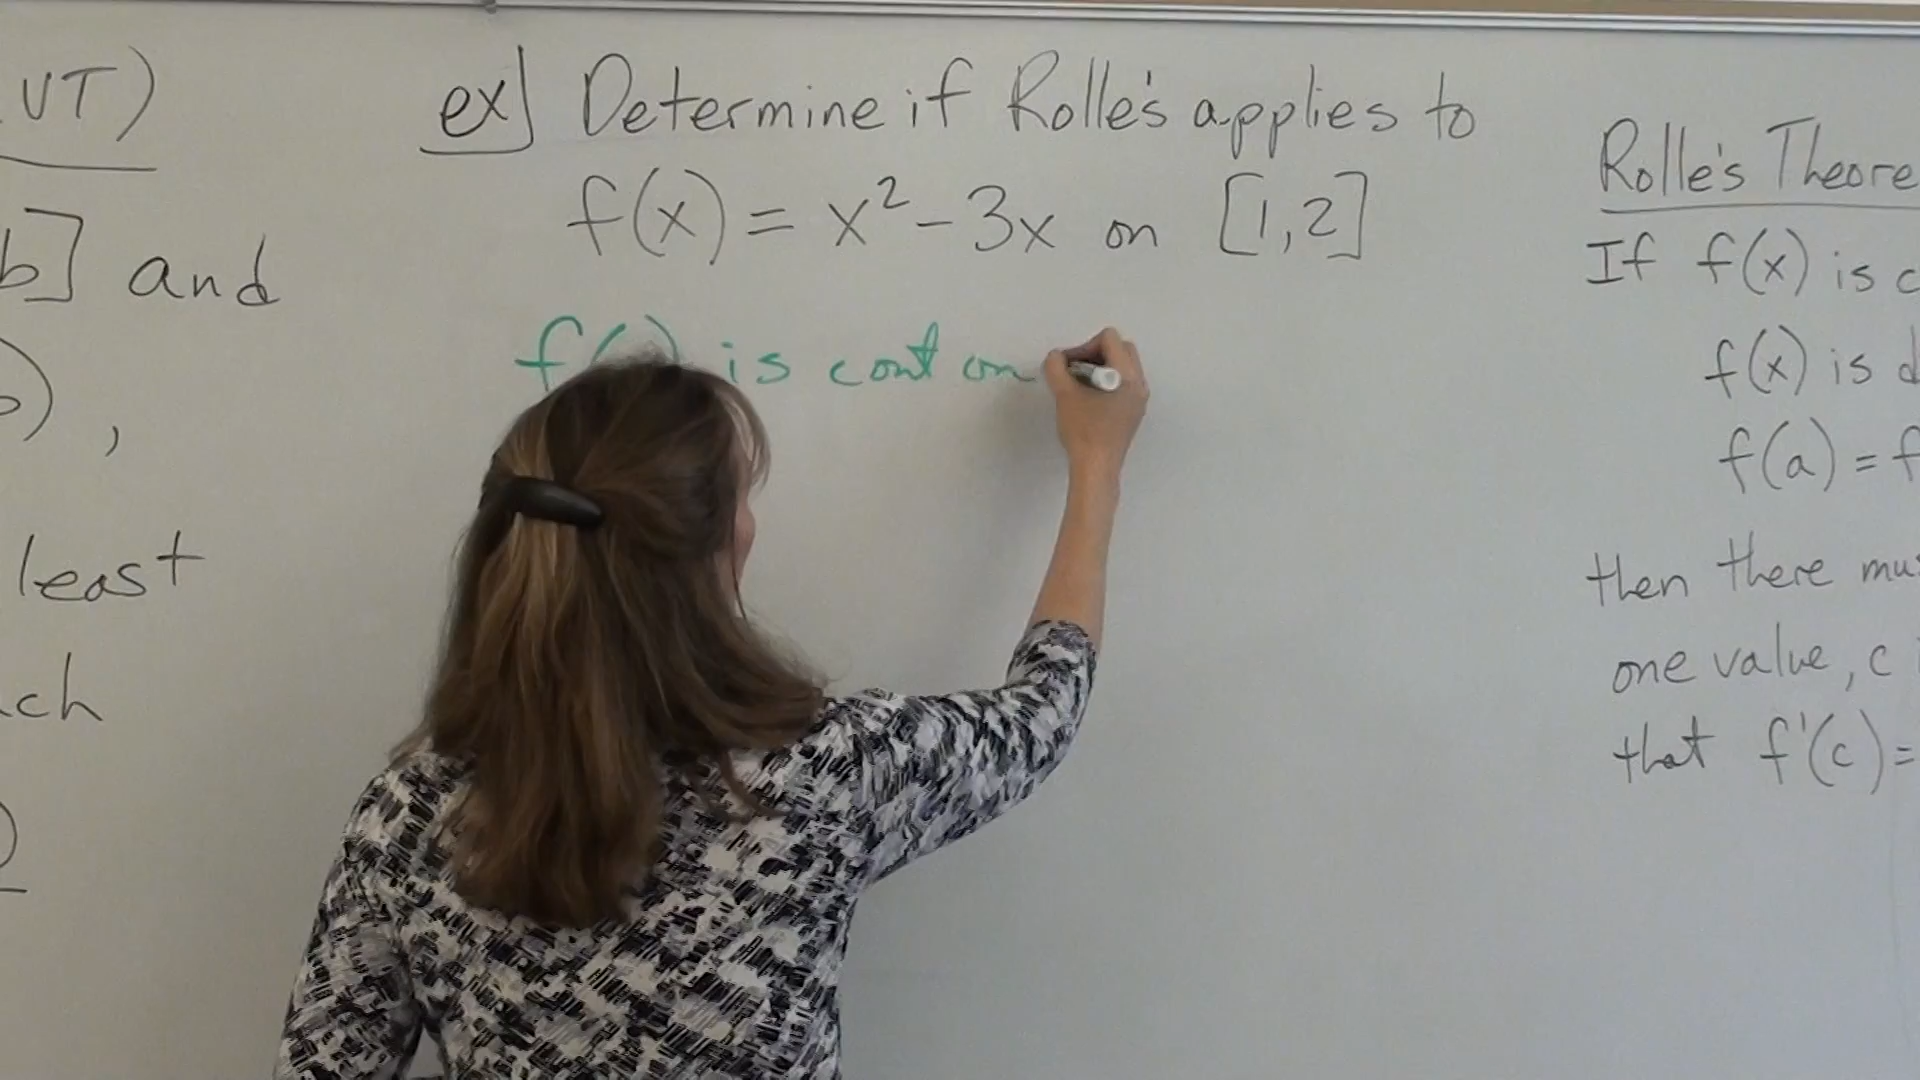 VT)
b] and
),
least
ch
ex] Determine if Rolle's applies to
f(x) = x² - 3x on [1,2]
f( ) is cont on
Rolle's Theore
If f(x) is c
f(x) is d
f(a) = f
then there mus
one value, c
that f'(c) =